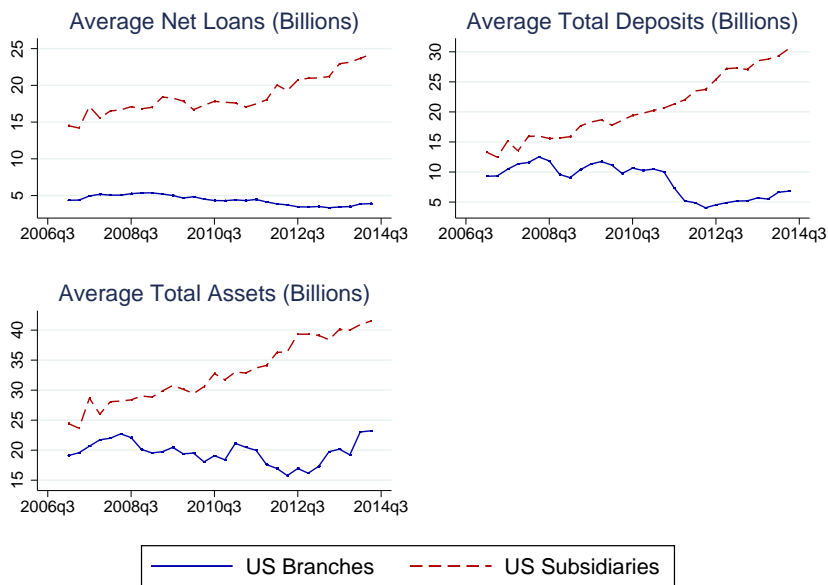 Average Net Loans (Billions)
25
20
15
10
5
2006q3 2008q3 2010q3 2012q3 2014q3
Average Total Deposits (Billions)
30
25
20
15
10
5
2006q3 2008q3 2010q3 2012q3 2014q3
Average Total Assets (Billions)
40
35
30
25
20
15
2006q3 2008q3 2010q3 2012q3 2014q3
US Branches US Subsidiaries